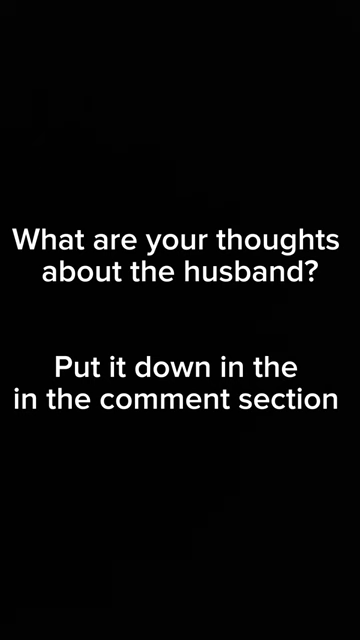 What are your thoughts
about the husband?
Put it down in the
in the comment section